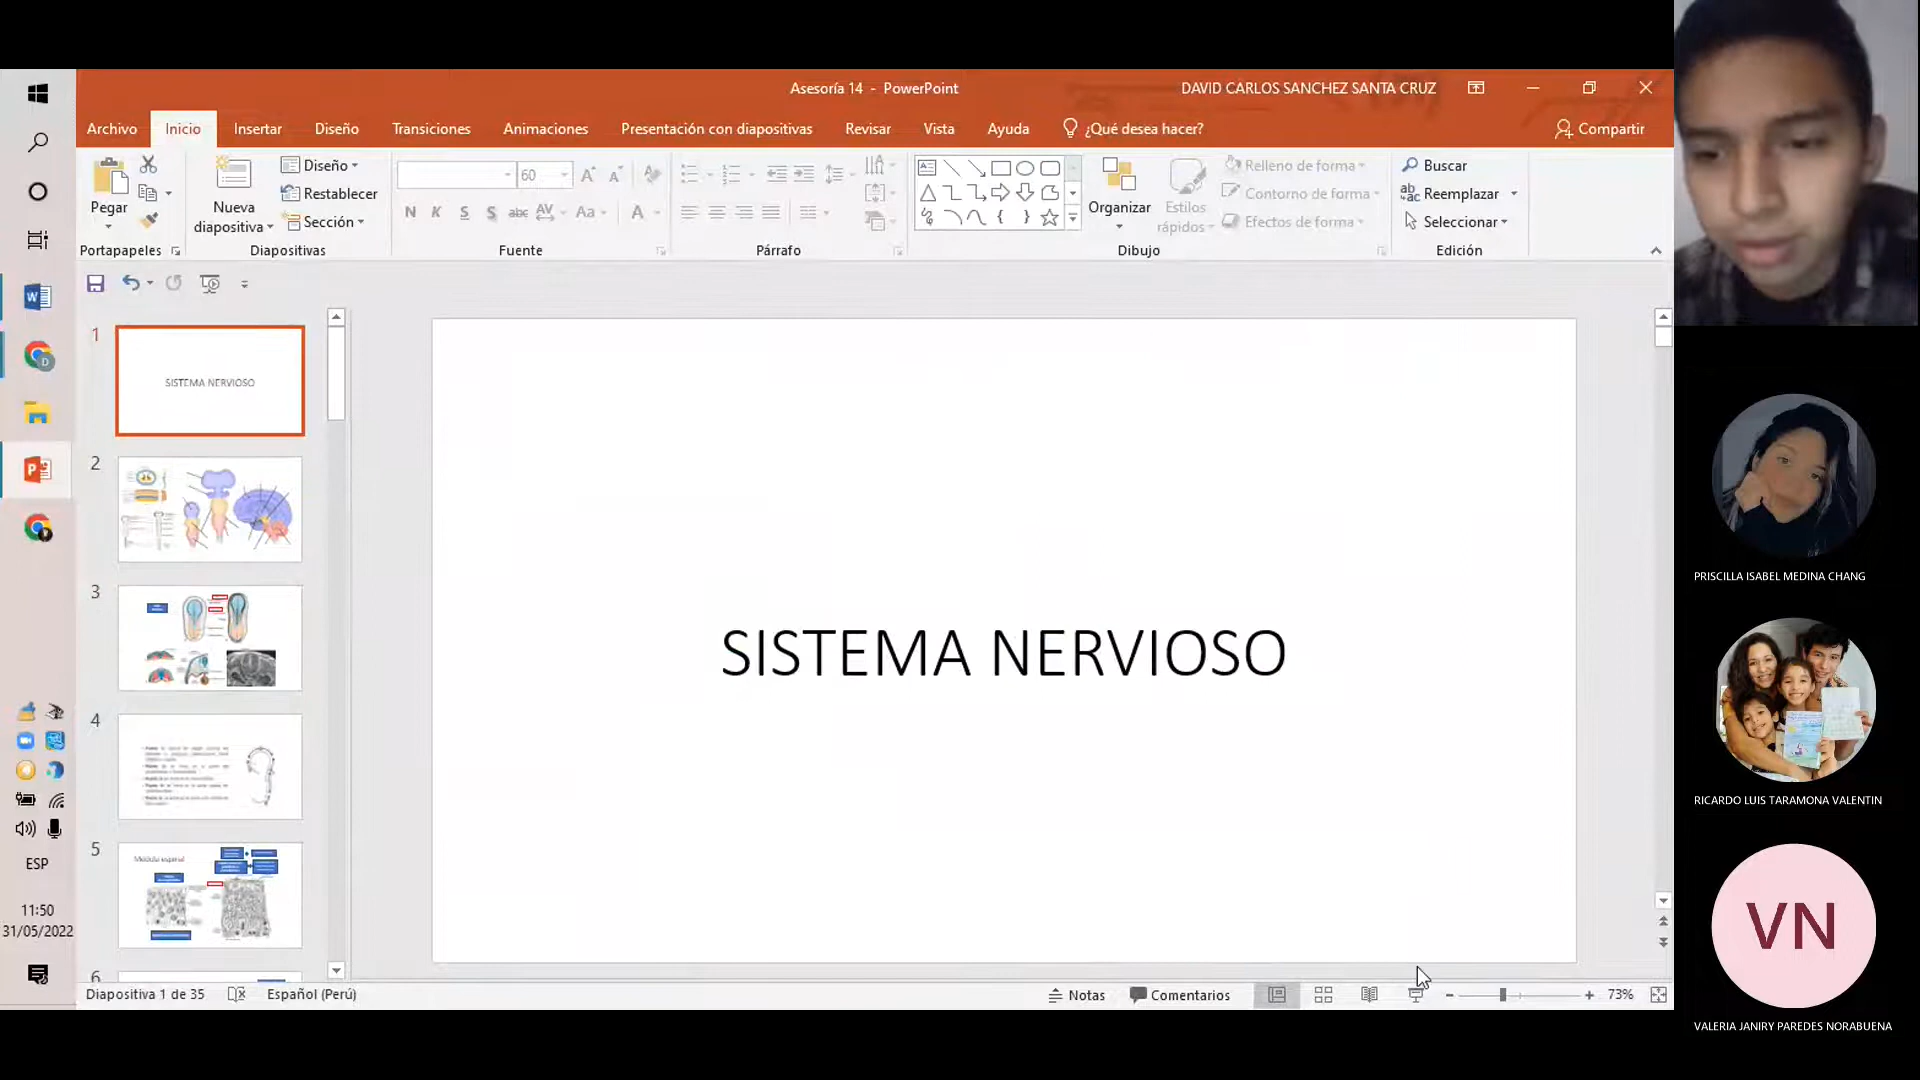 Asesoría 14 - PowerPoint
DAVID CARLOS SANCHEZ SANTA CRUZ
Archivo Inicio Insertar Diseño Transiciones Animaciones Presentación con diapositivas Revisar Vista Ayuda ¿Qué desea hacer? Compartir
Pegar
Portapapeles
Nueva diapositiva
Diseño
Restablecer
Sección
Diapositivas
60
N K S S abc AV Aa A
Fuente
Párrafo
Organizar
Estilos rápidos
Relleno de forma
Contorno de forma
Efectos de forma
Dibujo
Buscar
Reemplazar
Seleccionar
Edición
1
SISTEMA NERVIOSO
2
3
4
5
Médula espinal
6
SISTEMA NERVIOSO
Diapositiva 1 de 35
Español (Perú)
Notas
Comentarios
73%
ESP
11:50
31/05/2022
PRISCILLA ISABEL MEDINA CHANG
RICARDO LUIS TARAMONA VALENTIN
VN
VALERIA JANIRY PAREDES NORABUENA